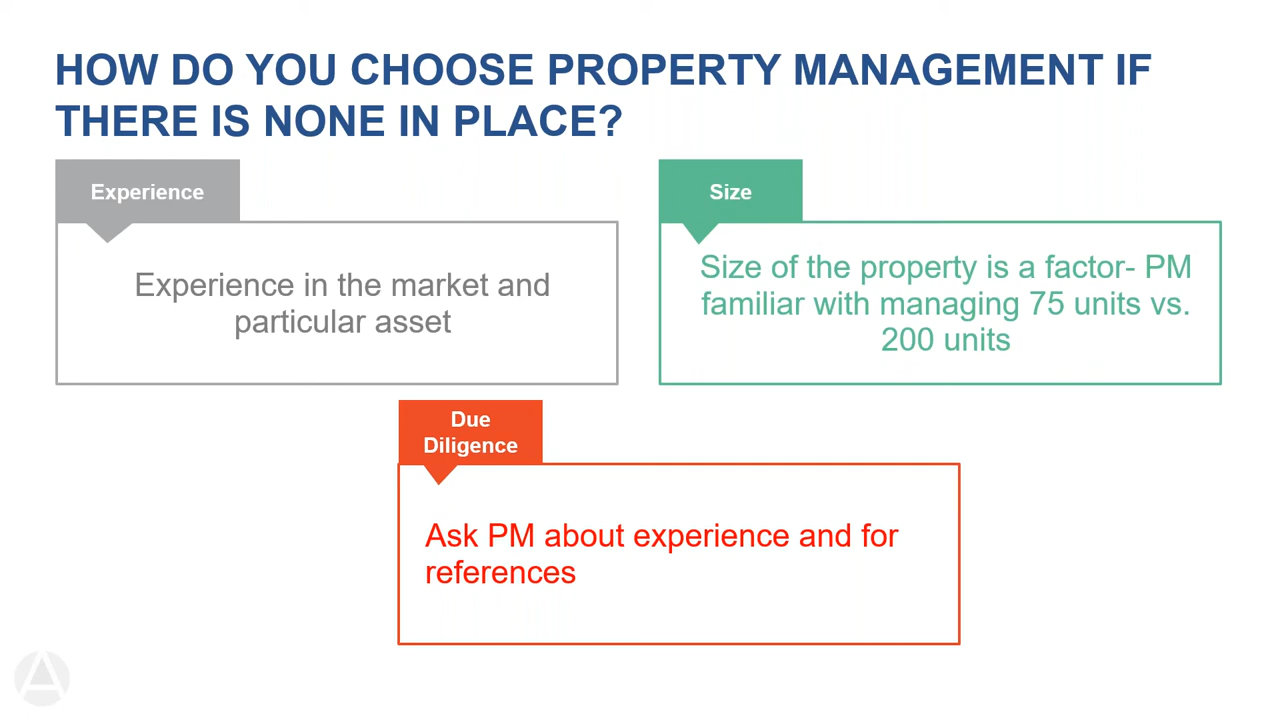 HOW DO YOU CHOOSE PROPERTY MANAGEMENT IF
THERE IS NONE IN PLACE?
Experience
Experience in the market and
particular asset
Size
Size of the property is a factor- PM
familiar with managing 75 units vs.
200 units
Due
Diligence
Ask PM about experience and for
references